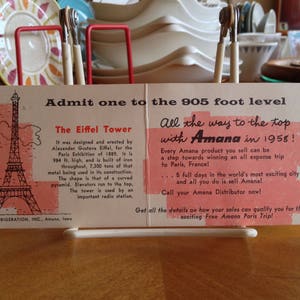 Admit one to the 905 foot level
The Eiffel Tower
It was designed and erected by
Alexander Gustave Eiffel, for the
Paris Exhibition of 1889. It is
984 ft. high, and is built of iron
throughout, 7,300 tons of that
metal being used in its construction.
The shape is that of a curved
pyramid. Elevators run to the top.
The tower is used as an
important radio station.
REFRIGERATION, INC., Amana, Iowa
All the way to the top
with Amana in 1958!
Every Amana product you sell can be
a step towards winning an all expense trip
to Paris, France!
. . . 5 full days in the world's most exciting city
and all you do is sell Amana!
Call your Amana Distributor now!
Get all the details on how your sales can qualify you for th
exciting Free Amana Paris Trip!